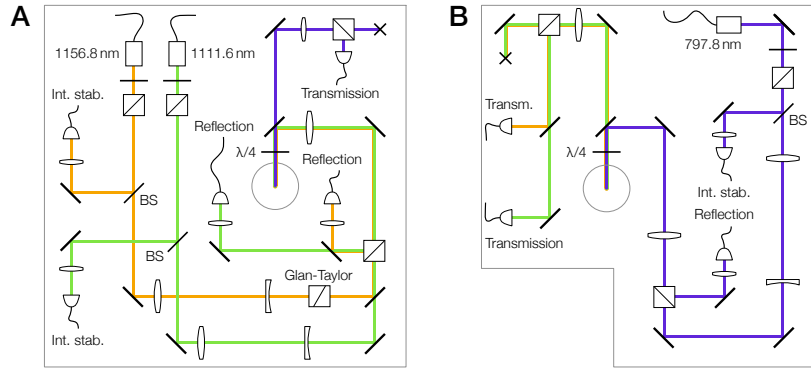 A
B
1156.8 nm
1111.6 nm
797.8 nm
Int. stab.
Transmission
Transm.
Reflection
BS
λ/4
Reflection
λ/4
BS
Int. stab.
Reflection
Transmission
BS
Glan-Taylor
Int. stab.